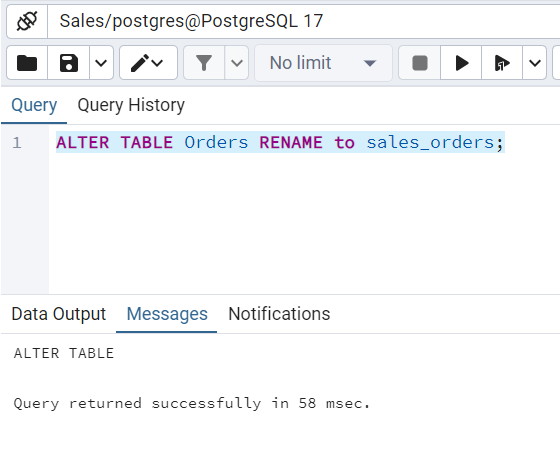 Sales/postgres@PostgreSQL 17
No limit
Query Query History
1 ALTER TABLE Orders RENAME to sales_orders;
Data Output Messages Notifications
ALTER TABLE
Query returned successfully in 58 msec.